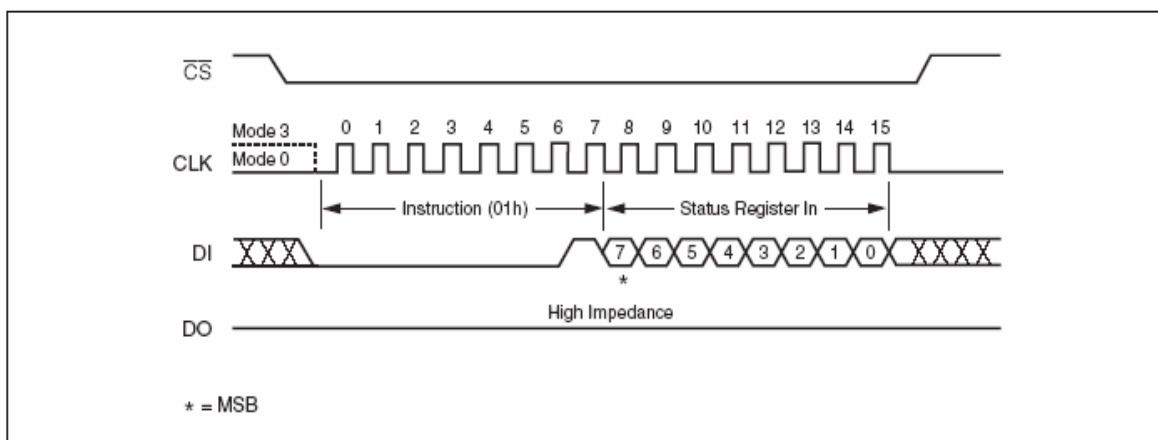 CS
Mode 3 0 1 2 3 4 5 6 7 8 9 10 11 12 13 14 15
CLK Mode 0
Instruction (01h) Status Register In
DI 7 6 5 4 3 2 1 0
*
High Impedance
DO
* = MSB